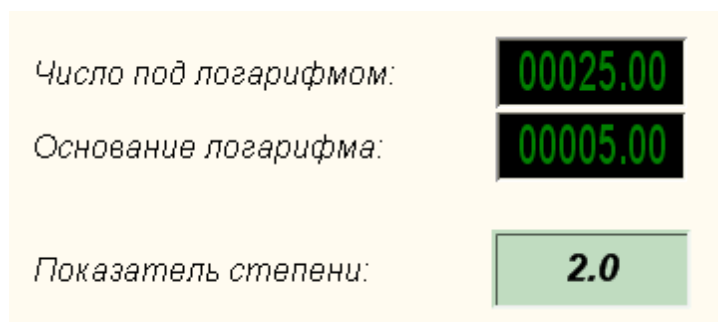 Число под логарифмом: 00025.00
Основание логарифма: 00005.00
Показатель степени: 2.0